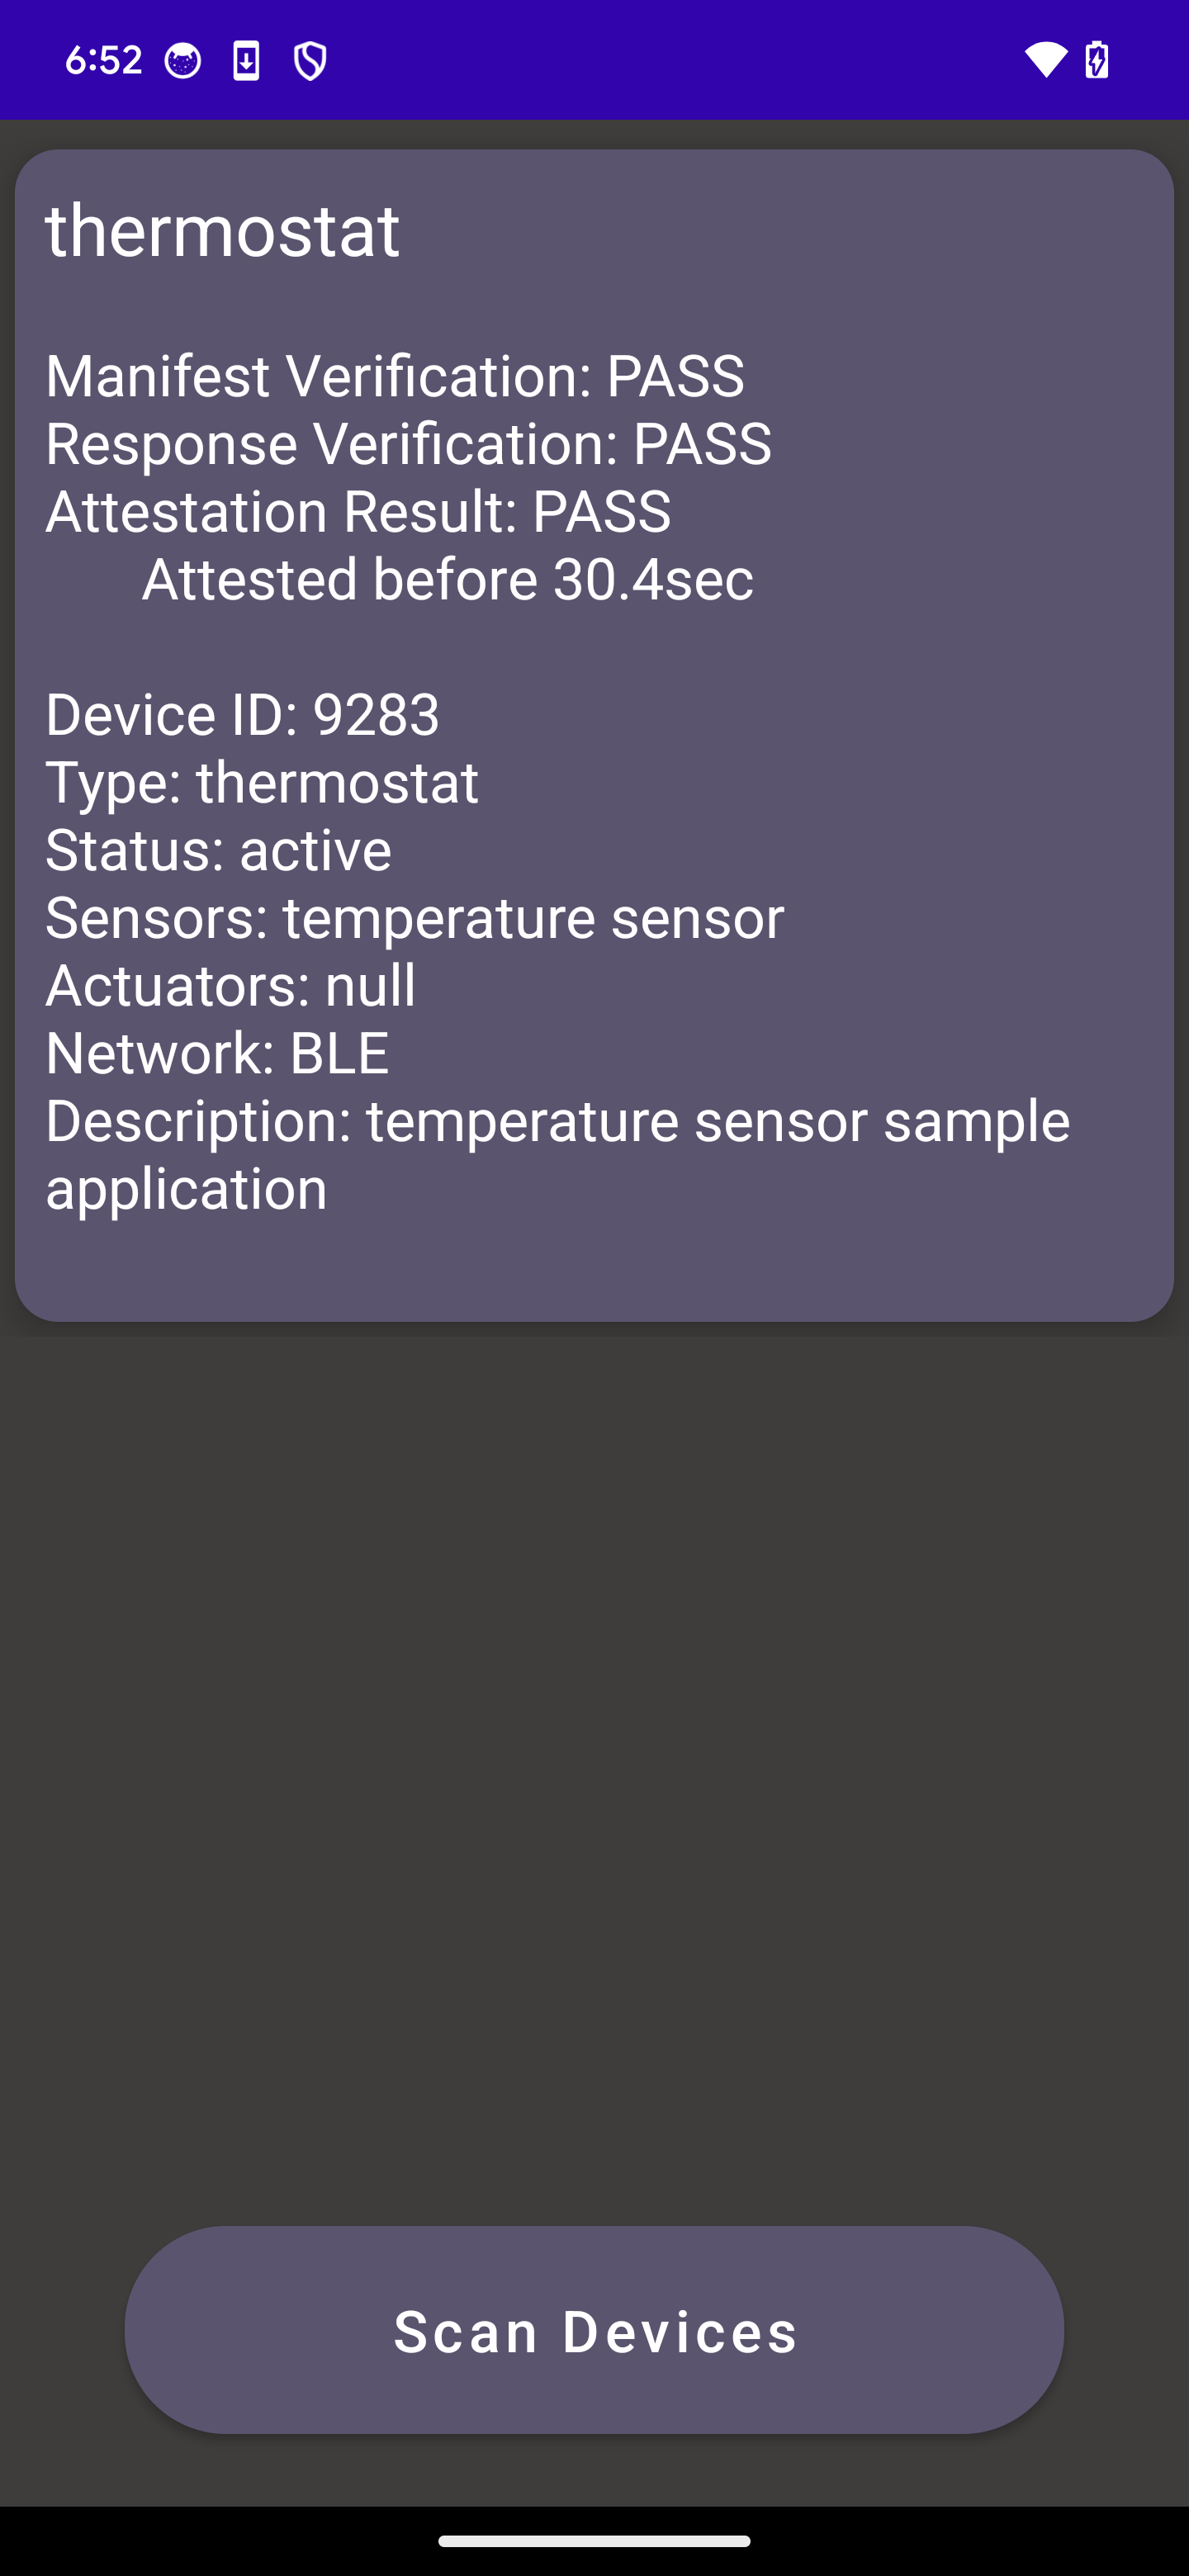 6:52
thermostat
Manifest Verification: PASS
Response Verification: PASS
Attestation Result: PASS
Attested before 30.4sec
Device ID: 9283
Type: thermostat
Status: active
Sensors: temperature sensor
Actuators: null
Network: BLE
Description: temperature sensor sample
application
Scan Devices